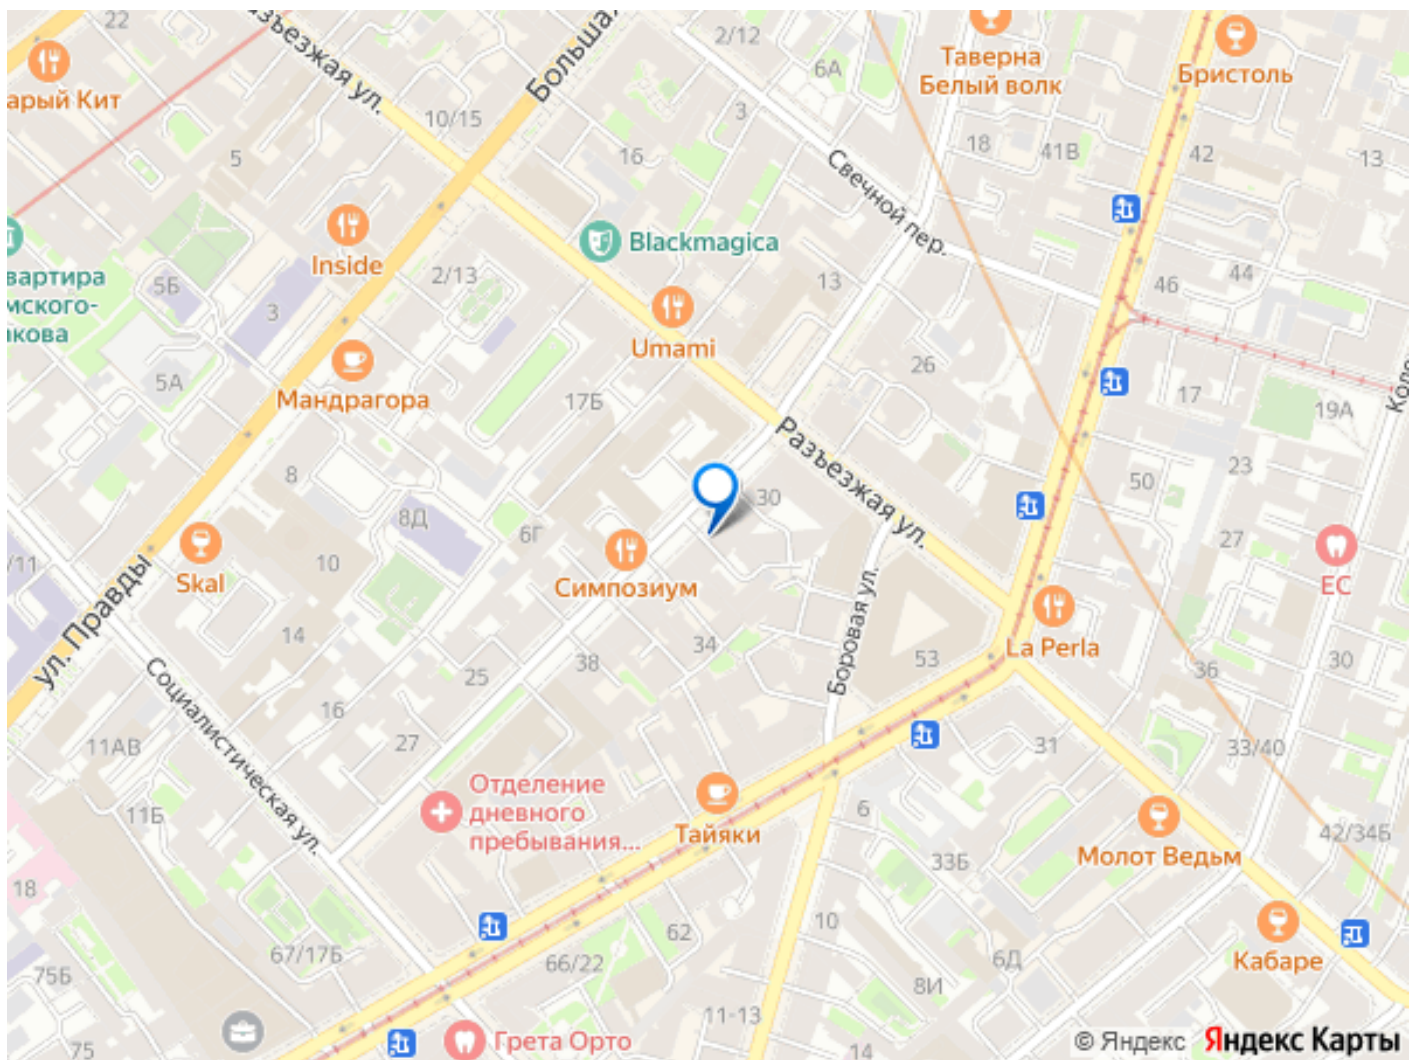 22
2/12
Таверна
Белый волк
Бристоль
6А
арый Кит
зъезжая ул.
Большая
10/15
3
18
41В
42
13
5
16
Свечной пер.
Inside
Blackmagica
вартира
мского-
акова
5Б
2/13
13
44
46
3
Umami
26
5А
Мандрагора
17Б
17
19А
Коло
Разъезжая ул.
8
30
50
23
8Д
6Г
27
/11
Skal
10
Симпозиум
ЕС
ул. Правды
14
34
Боровая ул.
La Perla
53
38
25
36
30
Социалистическая ул.
16
11АВ
27
31
33/40
Отделение
дневного
пребывания...
11Б
Тайяки
6
42/34Б
Молот Ведьм
33Б
18
67/17Б
62
10
75Б
66/22
6Д
Кабаре
8И
11-13
75
Грета Орто
14
© Яндекс Яндекс Карты